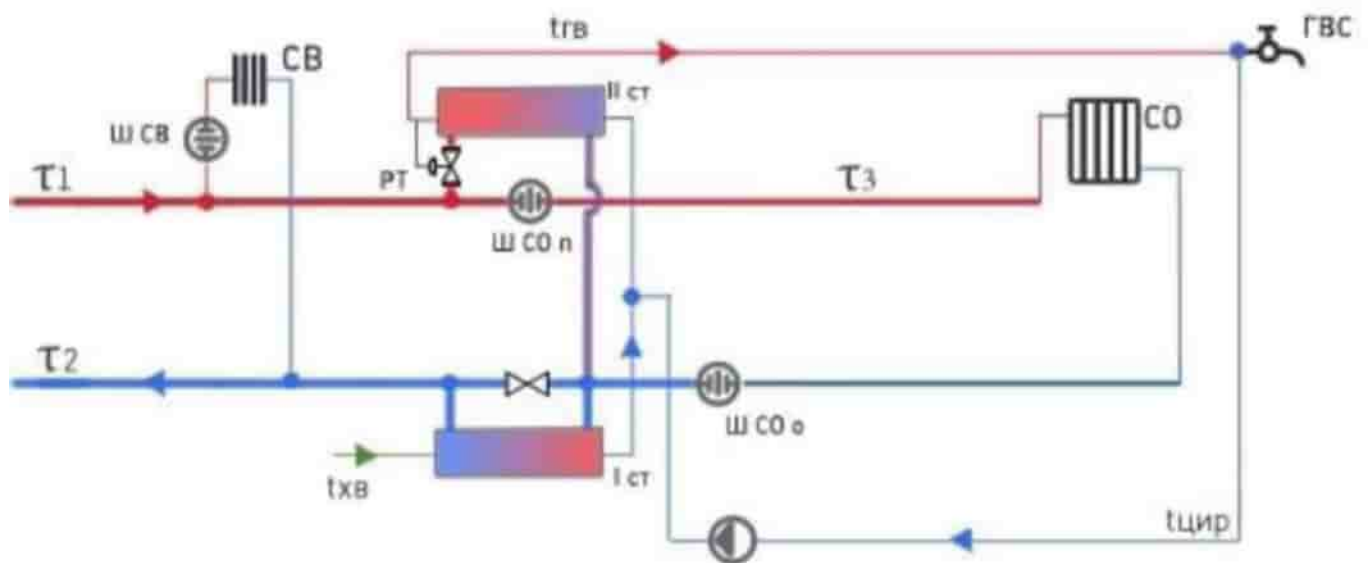 tгв
ГВС
СВ
II ст
СО
Ш СВ
τ1
РТ
τ3
Ш СО п
τ2
Ш СО о
I ст
tхв
tцир